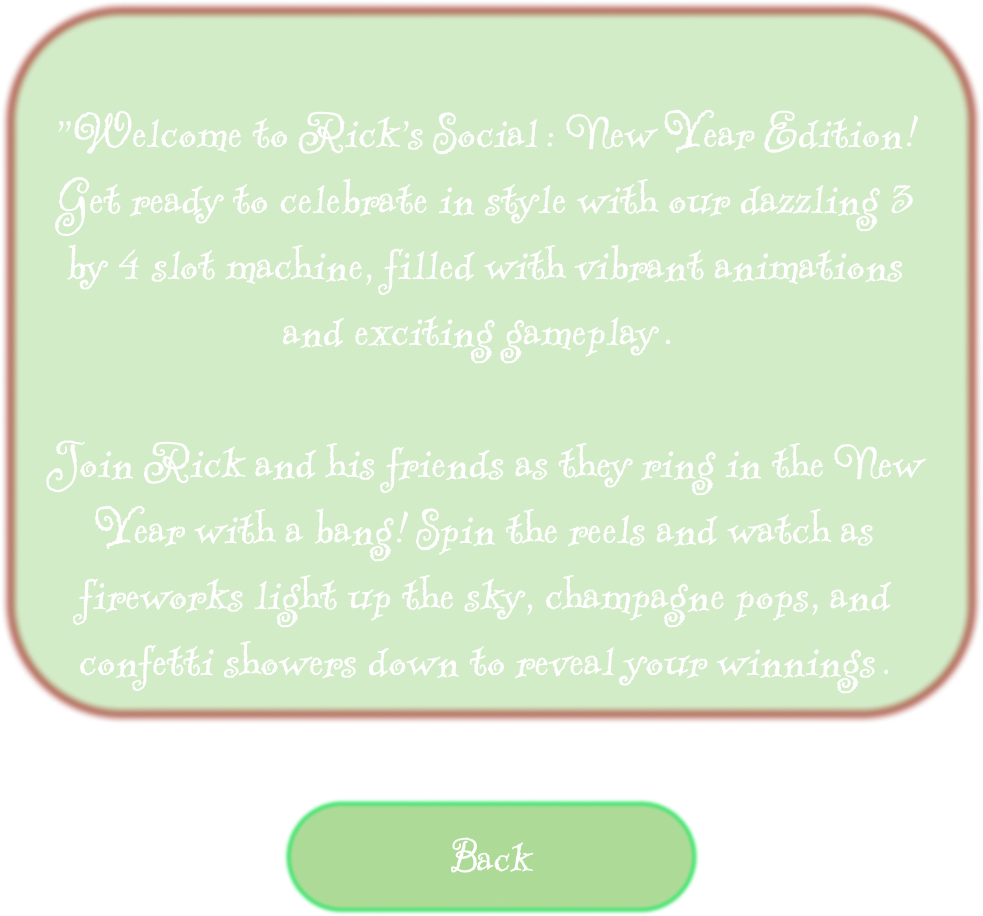 "Welcome to Rick's Social: New Year Edition!
Get ready to celebrate in style with our dazzling 3
by 4 slot machine, filled with vibrant animations
and exciting gameplay.
Join Rick and his friends as they ring in the New
Year with a bang! Spin the reels and watch as
fireworks light up the sky, champagne pops, and
confetti showers down to reveal your winnings.
Back